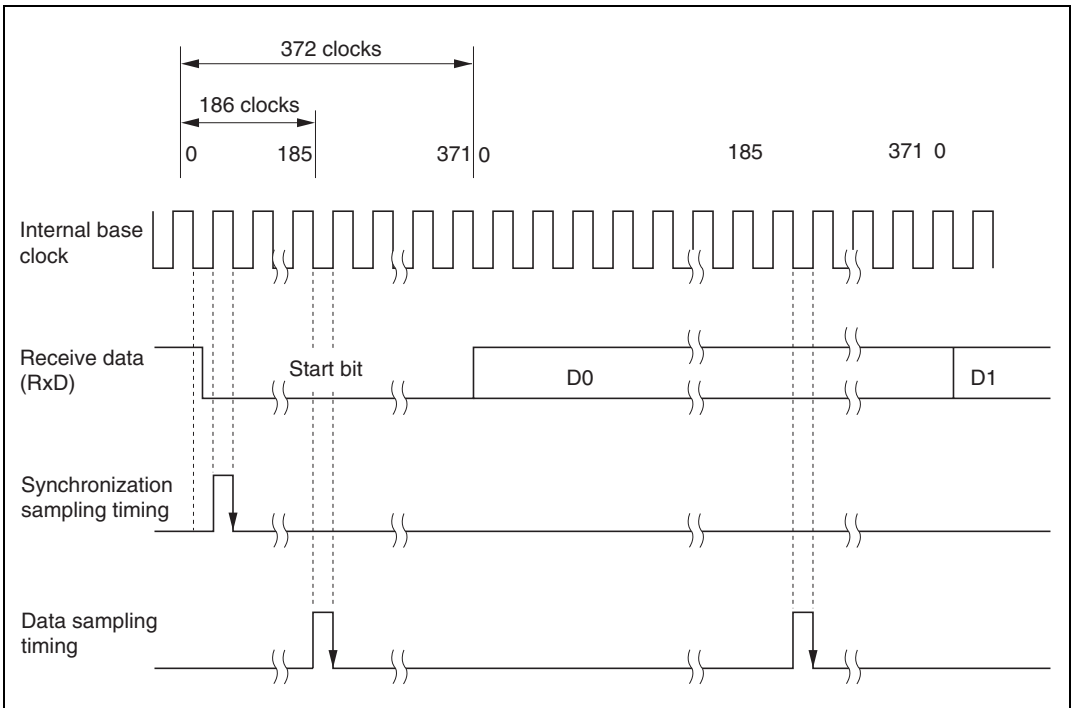 372 clocks
186 clocks
0 185 371 0 185 371 0
Internal base
clock
Receive data
(RxD)
Start bit
D0
D1
Synchronization
sampling timing
Data sampling
timing